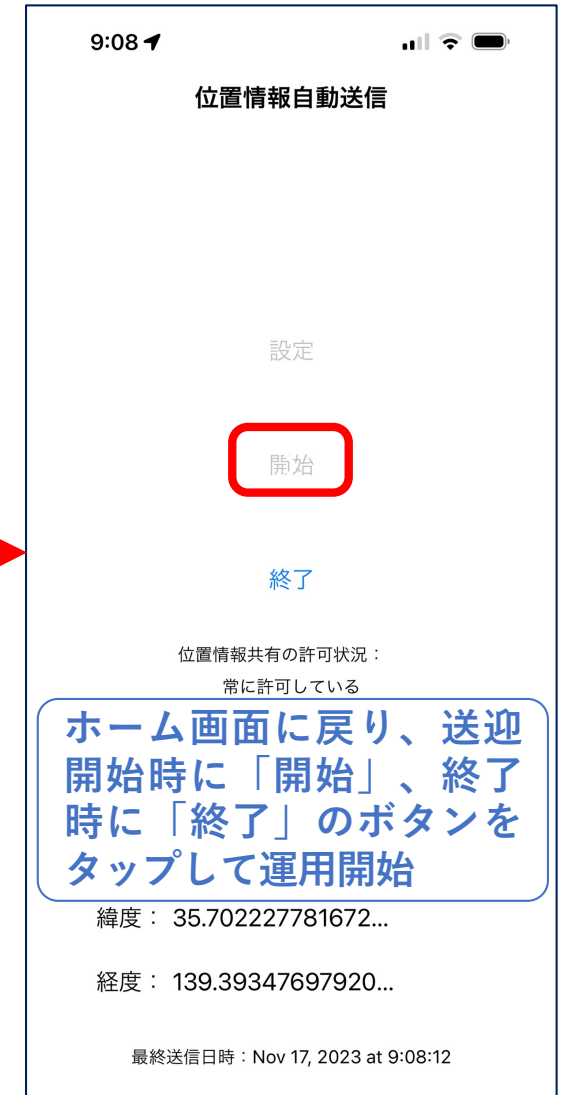 9:08
位置情報自動送信
設定
開始
終了
位置情報共有の許可状況：
常に許可している
ホーム画面に戻り、送迎
開始時に「開始」、終了
時に「終了」のボタンを
タップして運用開始
緯度： 35.702227781672...
経度： 139.39347697920...
最終送信日時：Nov 17, 2023 at 9:08:12